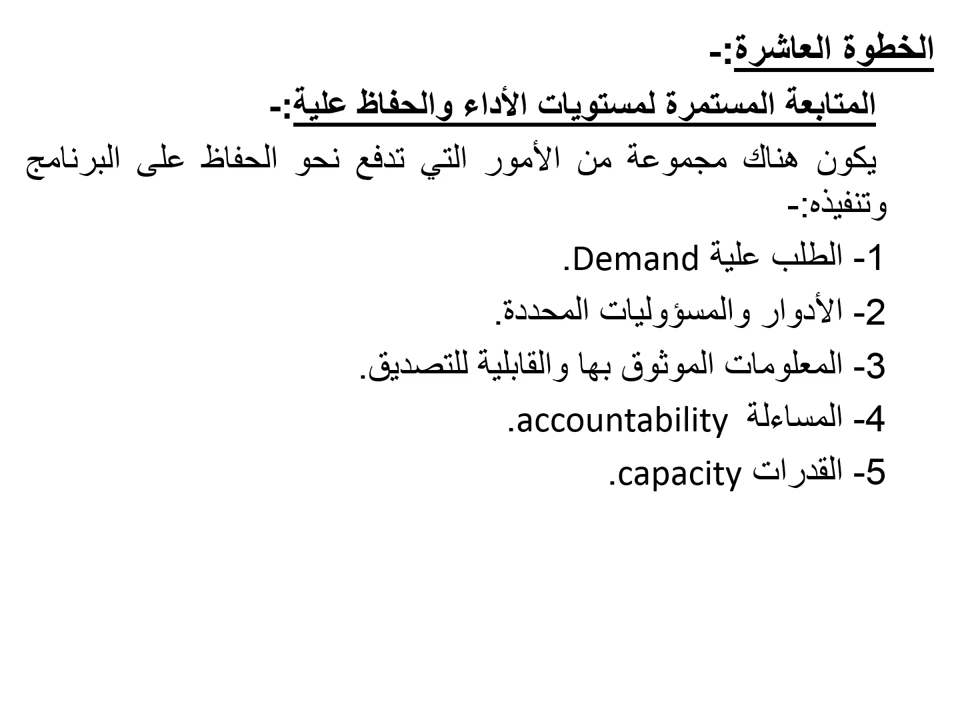 الخطوة العاشرة:-
المتابعة المستمرة لمستويات الأداء والحفاظ علية:-
يكون هناك مجموعة من الأمور التي تدفع نحو الحفاظ على البرنامج
وتنفيذه:-
1- الطلب علية Demand.
2- الأدوار والمسؤوليات المحددة.
3- المعلومات الموثوق بها والقابلية للتصديق.
4- المساءلة accountability.
5- القدرات capacity.